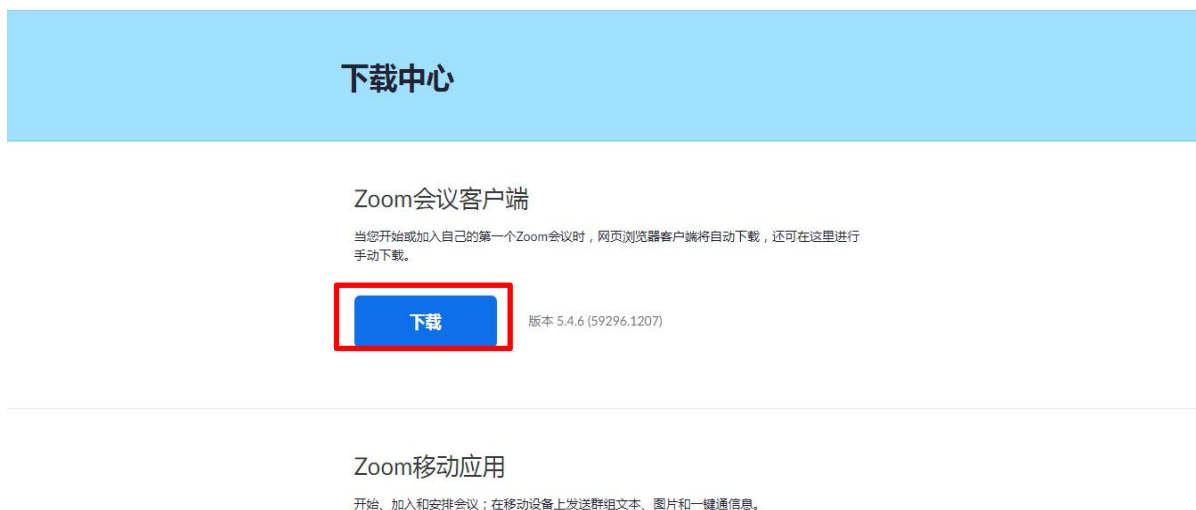 下载中心
Zoom会议客户端
当您开始或加入自己的第一个Zoom会议时，网页浏览器客户端将自动下载，还可在这里进行
手动下载。
下载 版本 5.4.6 (59296.1207)
Zoom移动应用
开始、加入和安排会议；在移动设备上发送群组文本、图片和一键通信息。